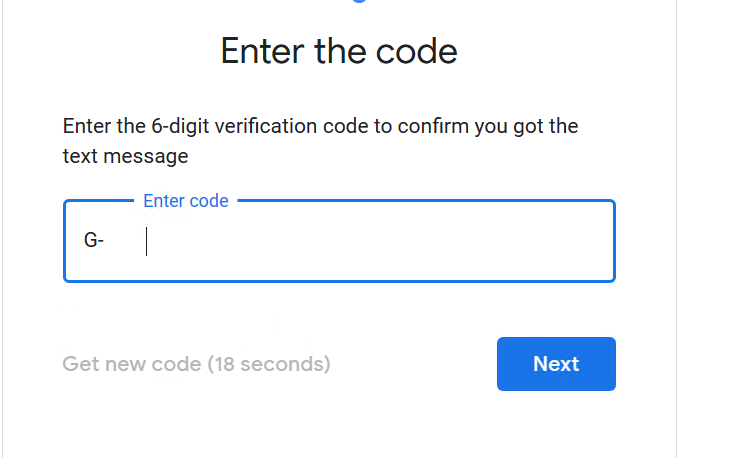 Enter the code
Enter the 6-digit verification code to confirm you got the
text message
Enter code
G-
Get new code (18 seconds)
Next